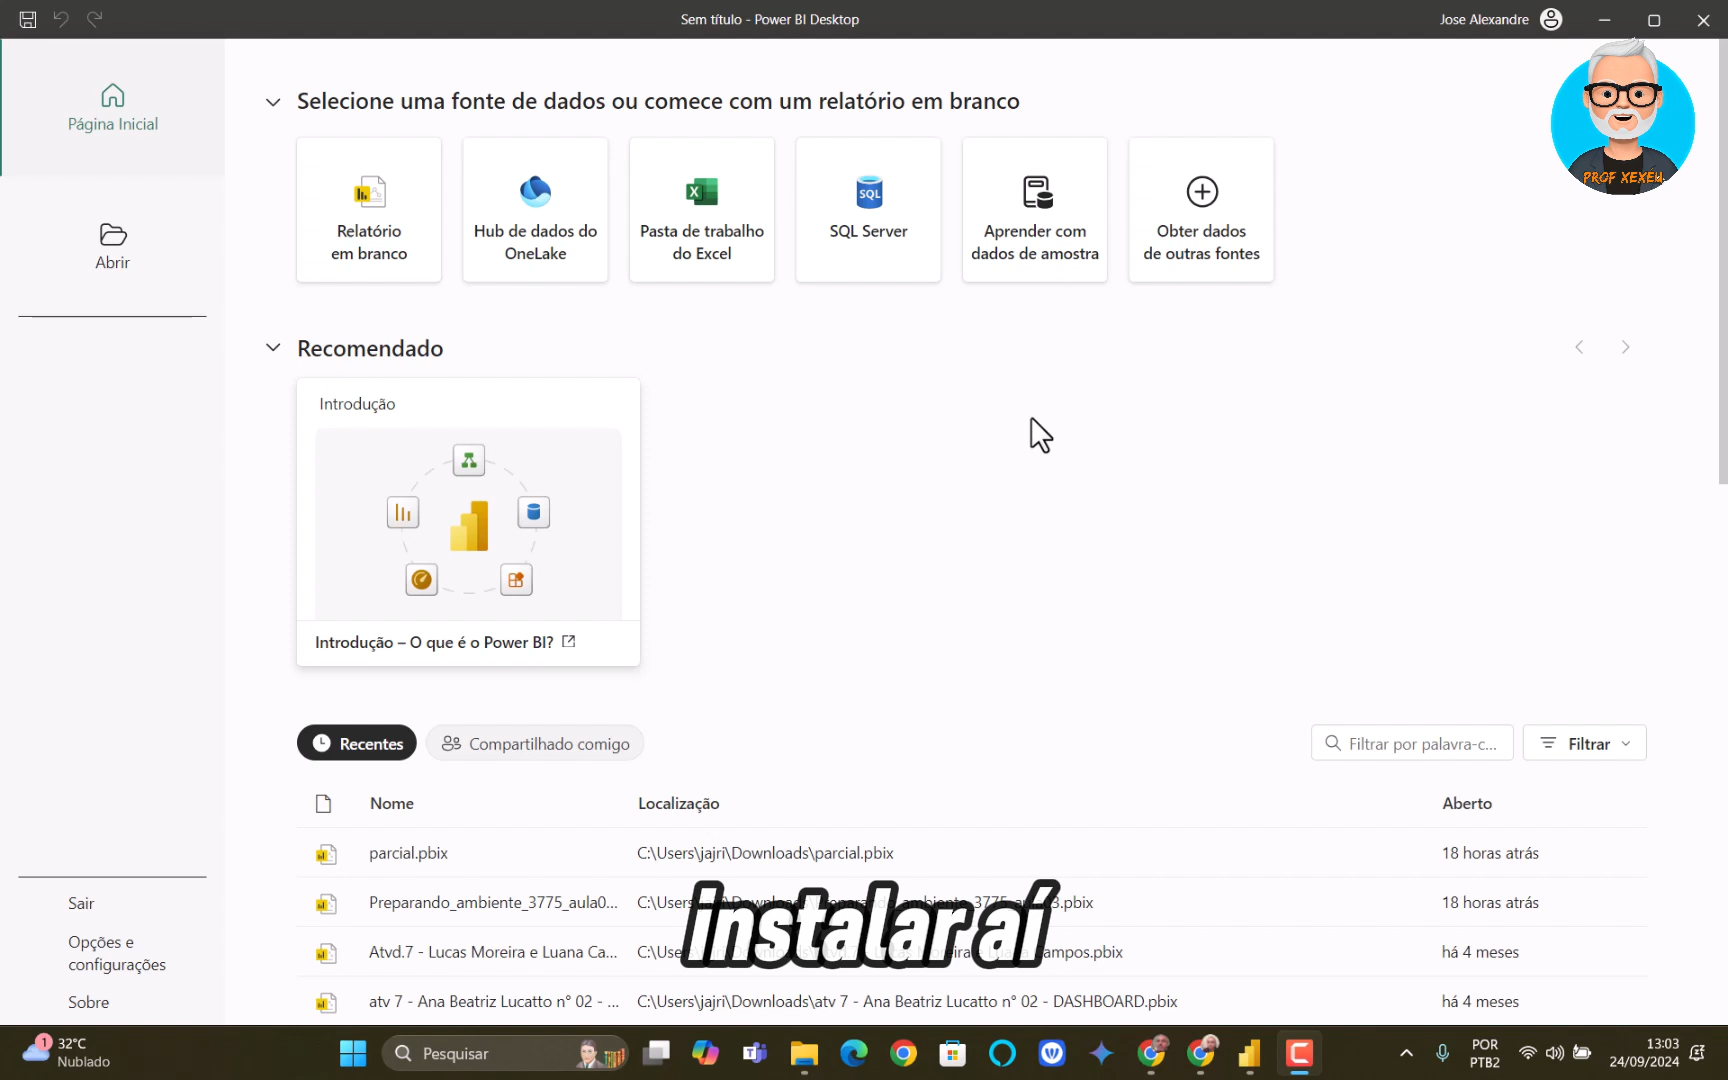 Sem título - Power BI Desktop
Jose Alexandre
Página Inicial
Abrir
Selecione uma fonte de dados ou comece com um relatório em branco
Relatório
em branco
Hub de dados do
OneLake
Pasta de trabalho
do Excel
SQL
SQL Server
Aprender com
dados de amostra
Obter dados
de outras fontes
PROF XEXEU
Recomendado
Introdução
Introdução – O que é o Power BI?
Recentes
Compartilhado comigo
Filtrar por palavra-c...
Filtrar
Nome
Localização
Aberto
parcial.pbix
C:\Users\jajri\Downloads\parcial.pbix
18 horas atrás
Preparando_ambiente_3775_aula0...
18 horas atrás
Atvd.7 - Lucas Moreira e Luana Ca...
há 4 meses
atv 7 - Ana Beatriz Lucatto n° 02 - ...
C:\Users\jajri\Downloads\atv 7 - Ana Beatriz Lucatto n° 02 - DASHBOARD.pbix
há 4 meses
instalar aí
Sair
Opções e
configurações
Sobre
1
32°C
Nublado
Pesquisar
POR
PTB2
13:03
24/09/2024